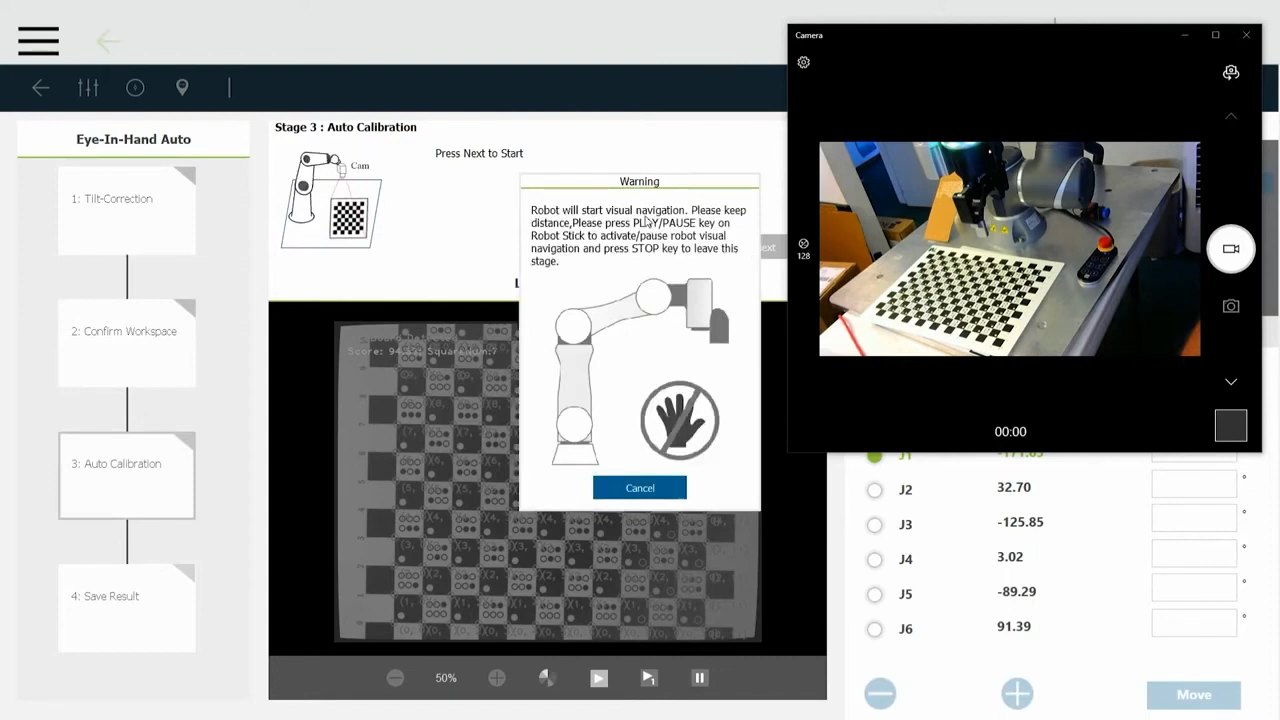 Camera
Eye-In-Hand Auto
1: Tilt-Correction
2: Confirm Workspace
3: Auto Calibration
4: Save Result
Stage 3 : Auto Calibration
Cam
Press Next to Start
Warning
Robot will start visual navigation. Please keep
distance,Please press PLAY/PAUSE key on
Robot Stick to activate/pause robot visual
navigation and press STOP key to leave this
stage.
Cancel
50%
128
00:00
J1
J2 32.70 °
J3 -125.85 °
J4 3.02 °
J5 -89.29 °
J6 91.39 °
Move